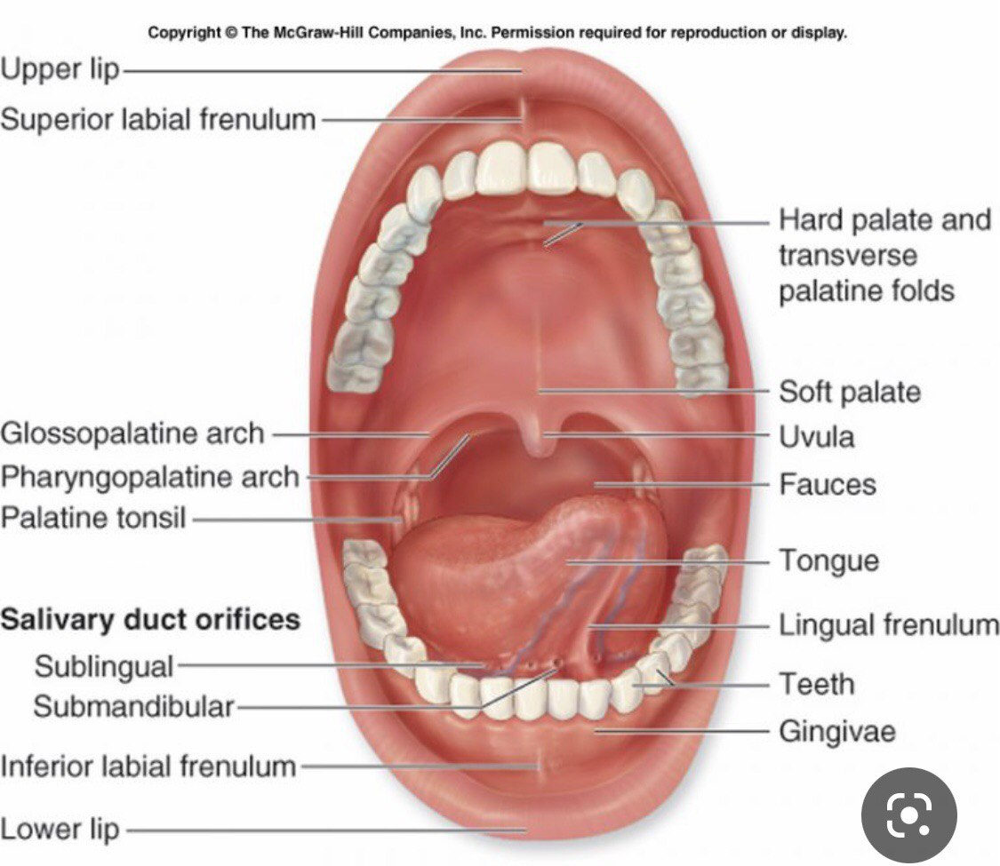 Copyright © The McGraw-Hill Companies, Inc. Permission required for reproduction or display.
Upper lip
Superior labial frenulum
Hard palate and
transverse
palatine folds
Soft palate
Glossopalatine arch
Uvula
Pharyngopalatine arch
Fauces
Palatine tonsil
Tongue
Salivary duct orifices
Lingual frenulum
Sublingual
Teeth
Submandibular
Gingivae
Inferior labial frenulum
Lower lip